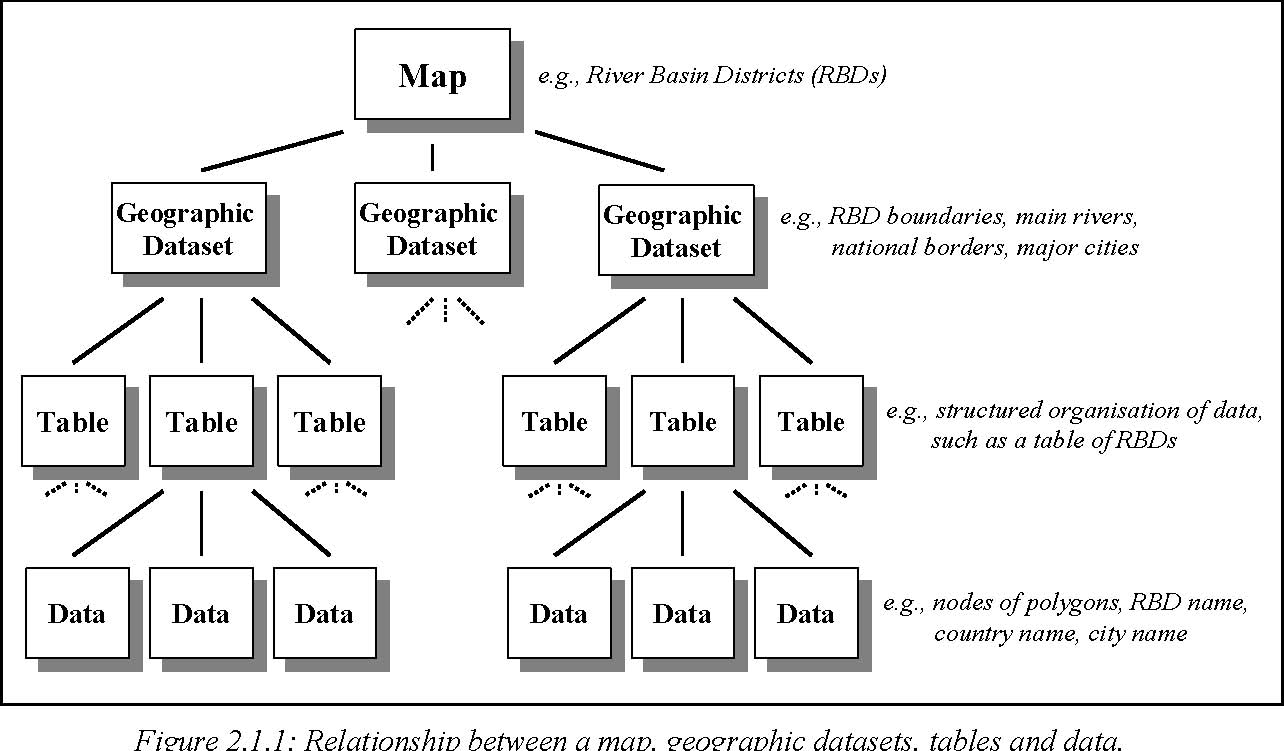 Map
e.g., River Basin Districts (RBDs)
Geographic
Dataset
Geographic
Dataset
Geographic
Dataset
e.g., RBD boundaries, main rivers,
national borders, major cities
Table
Table
Table
Table
Table
Table
e.g., structured organisation of data,
such as a table of RBDs
Data
Data
Data
Data
Data
Data
e.g., nodes of polygons, RBD name,
country name, city name
Figure 2.1.1: Relationship between a map, geographic datasets, tables and data.